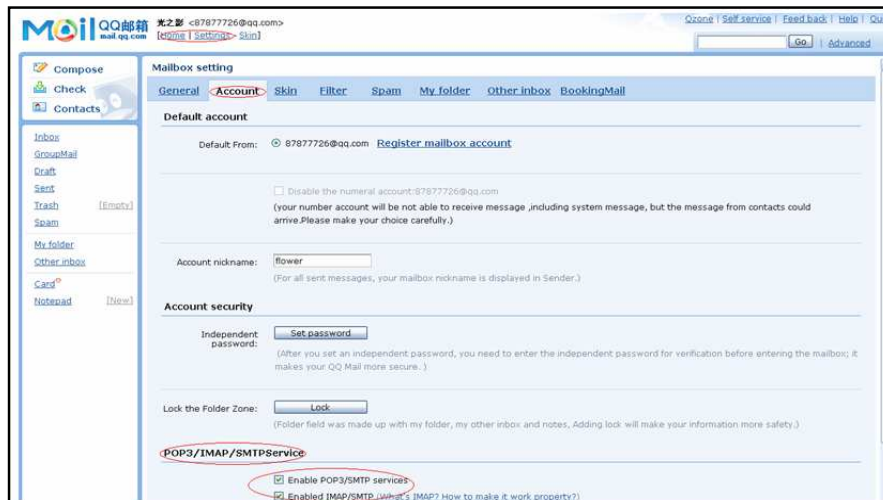 Mail QQ邮箱 mail.qq.com
光之影 <87877726@qq.com>
[Home | Settings - Skin]
Qzone | Self service | Feed back | Help | Qu
Go | Advanced
Compose
Check
Contacts
Inbox
GroupMail
Draft
Sent
Trash [Empty]
Spam
My folder
Other inbox
Card
Notepad [New]
Mailbox setting
General Account Skin Filter Spam My folder Other inbox BookingMail
Default account
Default From: 87877726@qq.com Register mailbox account
Disable the numeral account:87877726@qq.com
(your number account will be not able to receive message ,including system message, but the message from contacts could
arrive.Please make your choice carefully.)
Account nickname: flower
(For all sent messages, your mailbox nickname is displayed in Sender.)
Account security
Independent
password:
Set password
(After you set an independent password, you need to enter the independent password for verification before entering the mailbox; it
makes your QQ Mail more secure. )
Lock the Folder Zone: Lock
(Folder field was made up with my folder, my other inbox and notes, Adding lock will make your information more safety.)
POP3/IMAP/SMTPService
Enable POP3/SMTP services
Enabled IMAP/SMTP (What's IMAP? How to make it work property?)